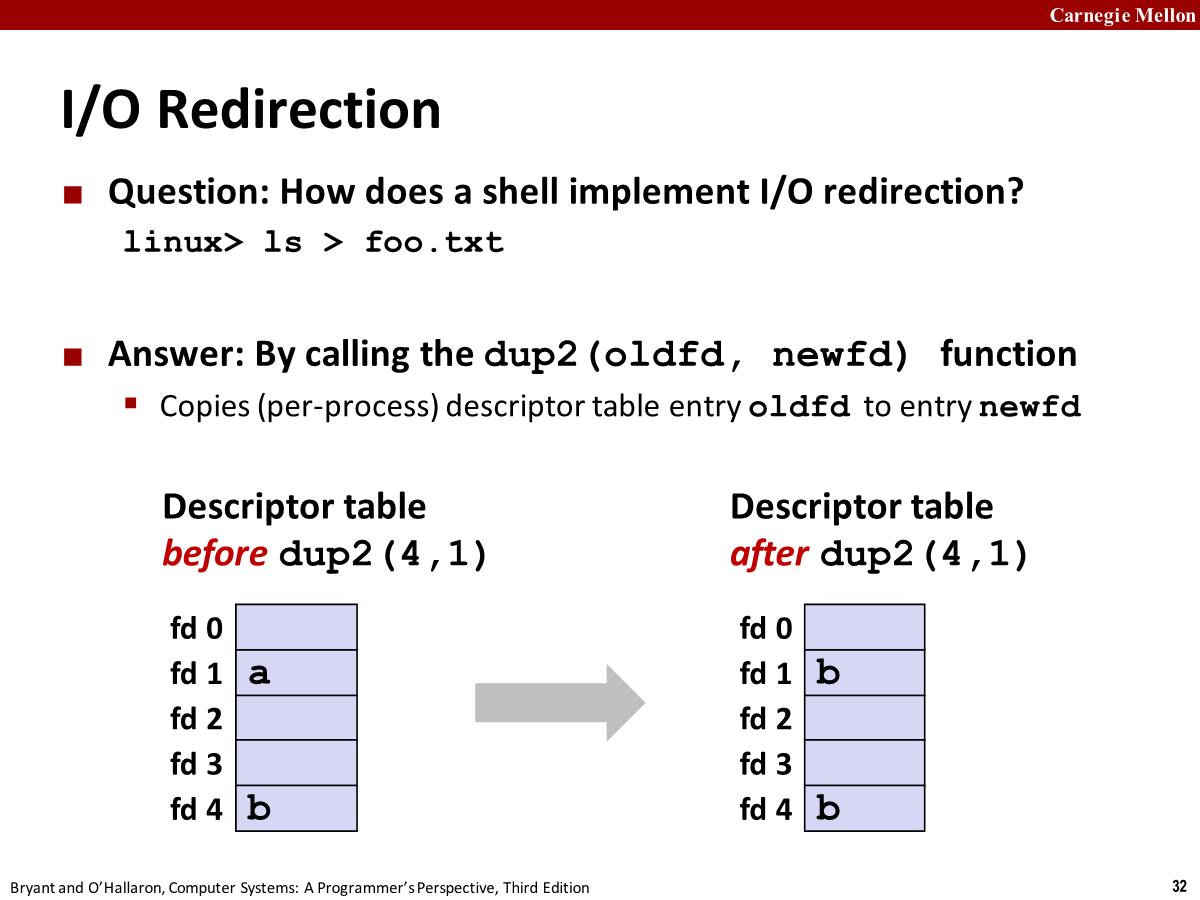 Carnegie Mellon
I/O Redirection
Question: How does a shell implement I/O redirection?
linux> ls > foo.txt
Answer: By calling the dup2(oldfd, newfd) function
Copies (per-process) descriptor table entry oldfd to entry newfd
Descriptor table
before dup2(4,1)
fd 0
fd 1 a
fd 2
fd 3
fd 4 b
Descriptor table
after dup2(4,1)
fd 0
fd 1 b
fd 2
fd 3
fd 4 b
Bryant and O’Hallaron, Computer Systems: A Programmer’s Perspective, Third Edition
32